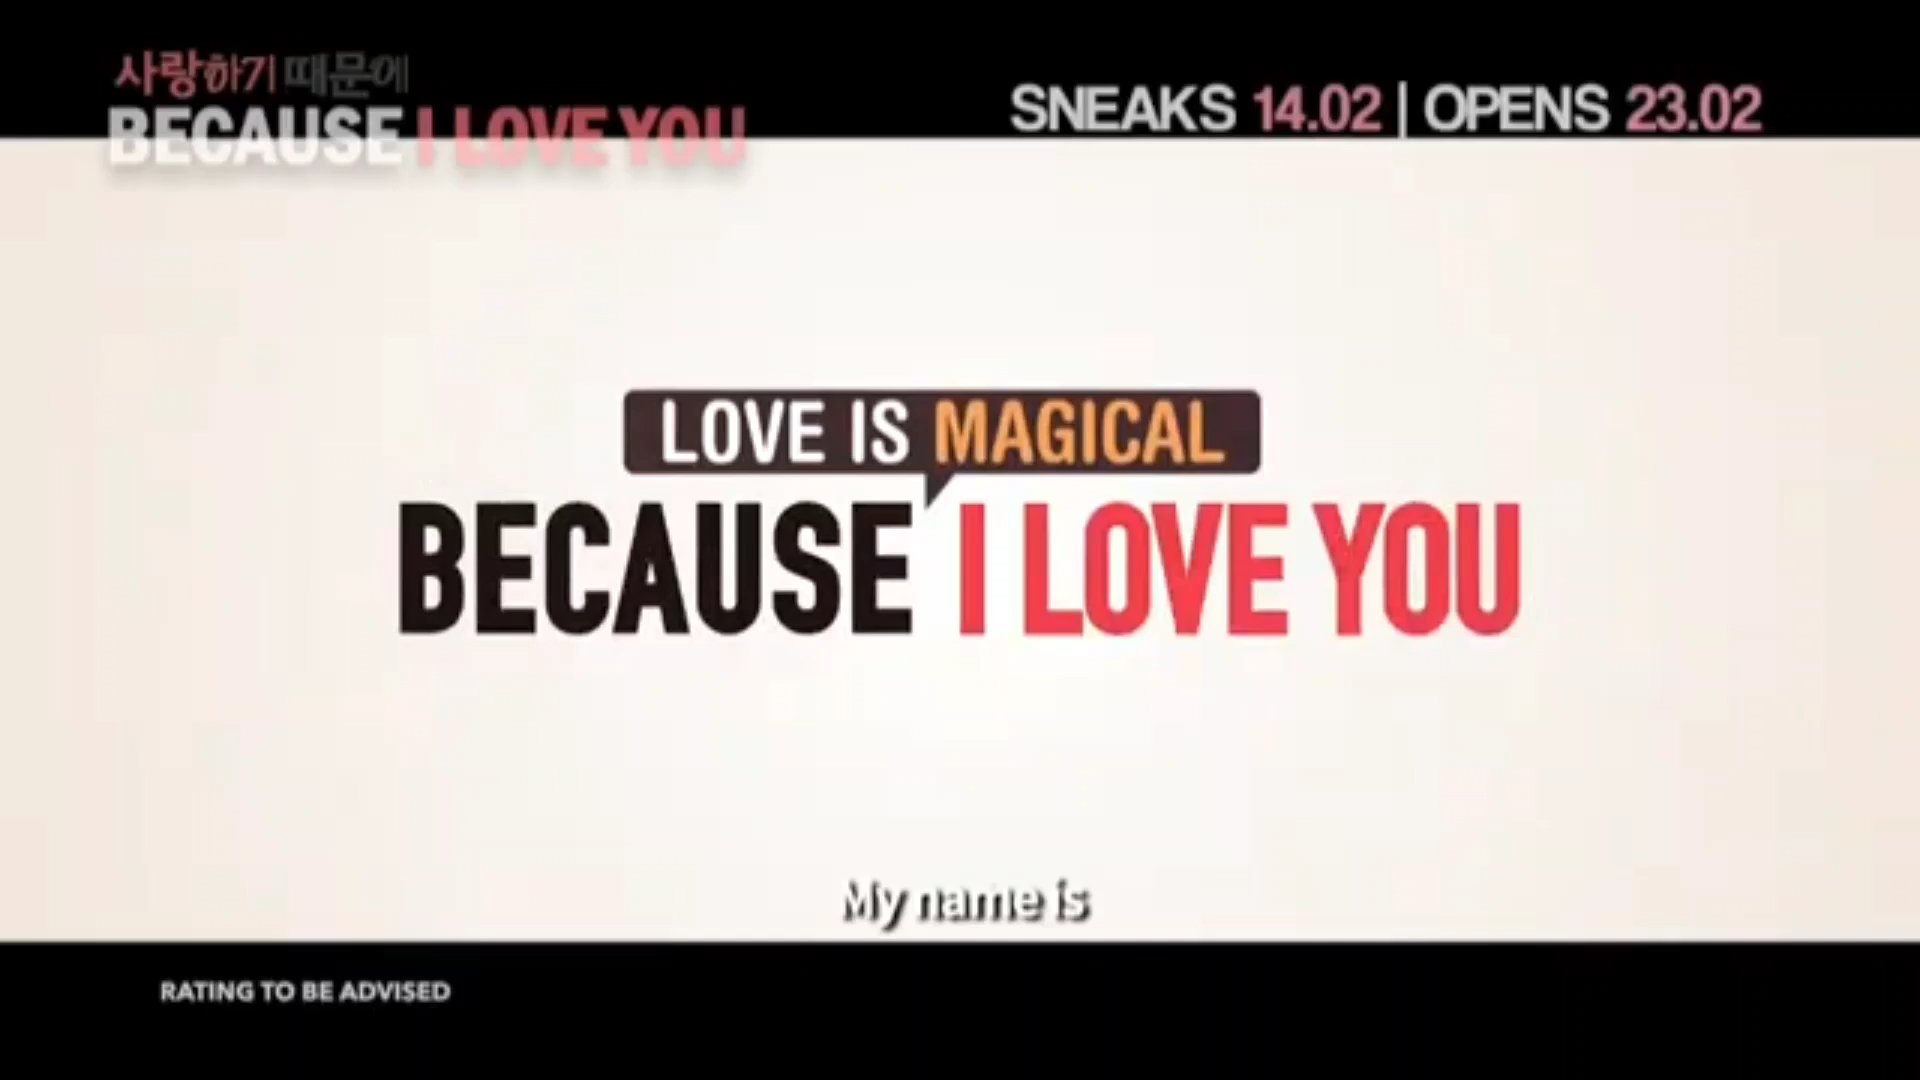 사랑하기 때문에
BECAUSE I LOVE YOU
SNEAKS 14.02 | OPENS 23.02
LOVE IS MAGICAL
BECAUSE I LOVE YOU
My name is
RATING TO BE ADVISED